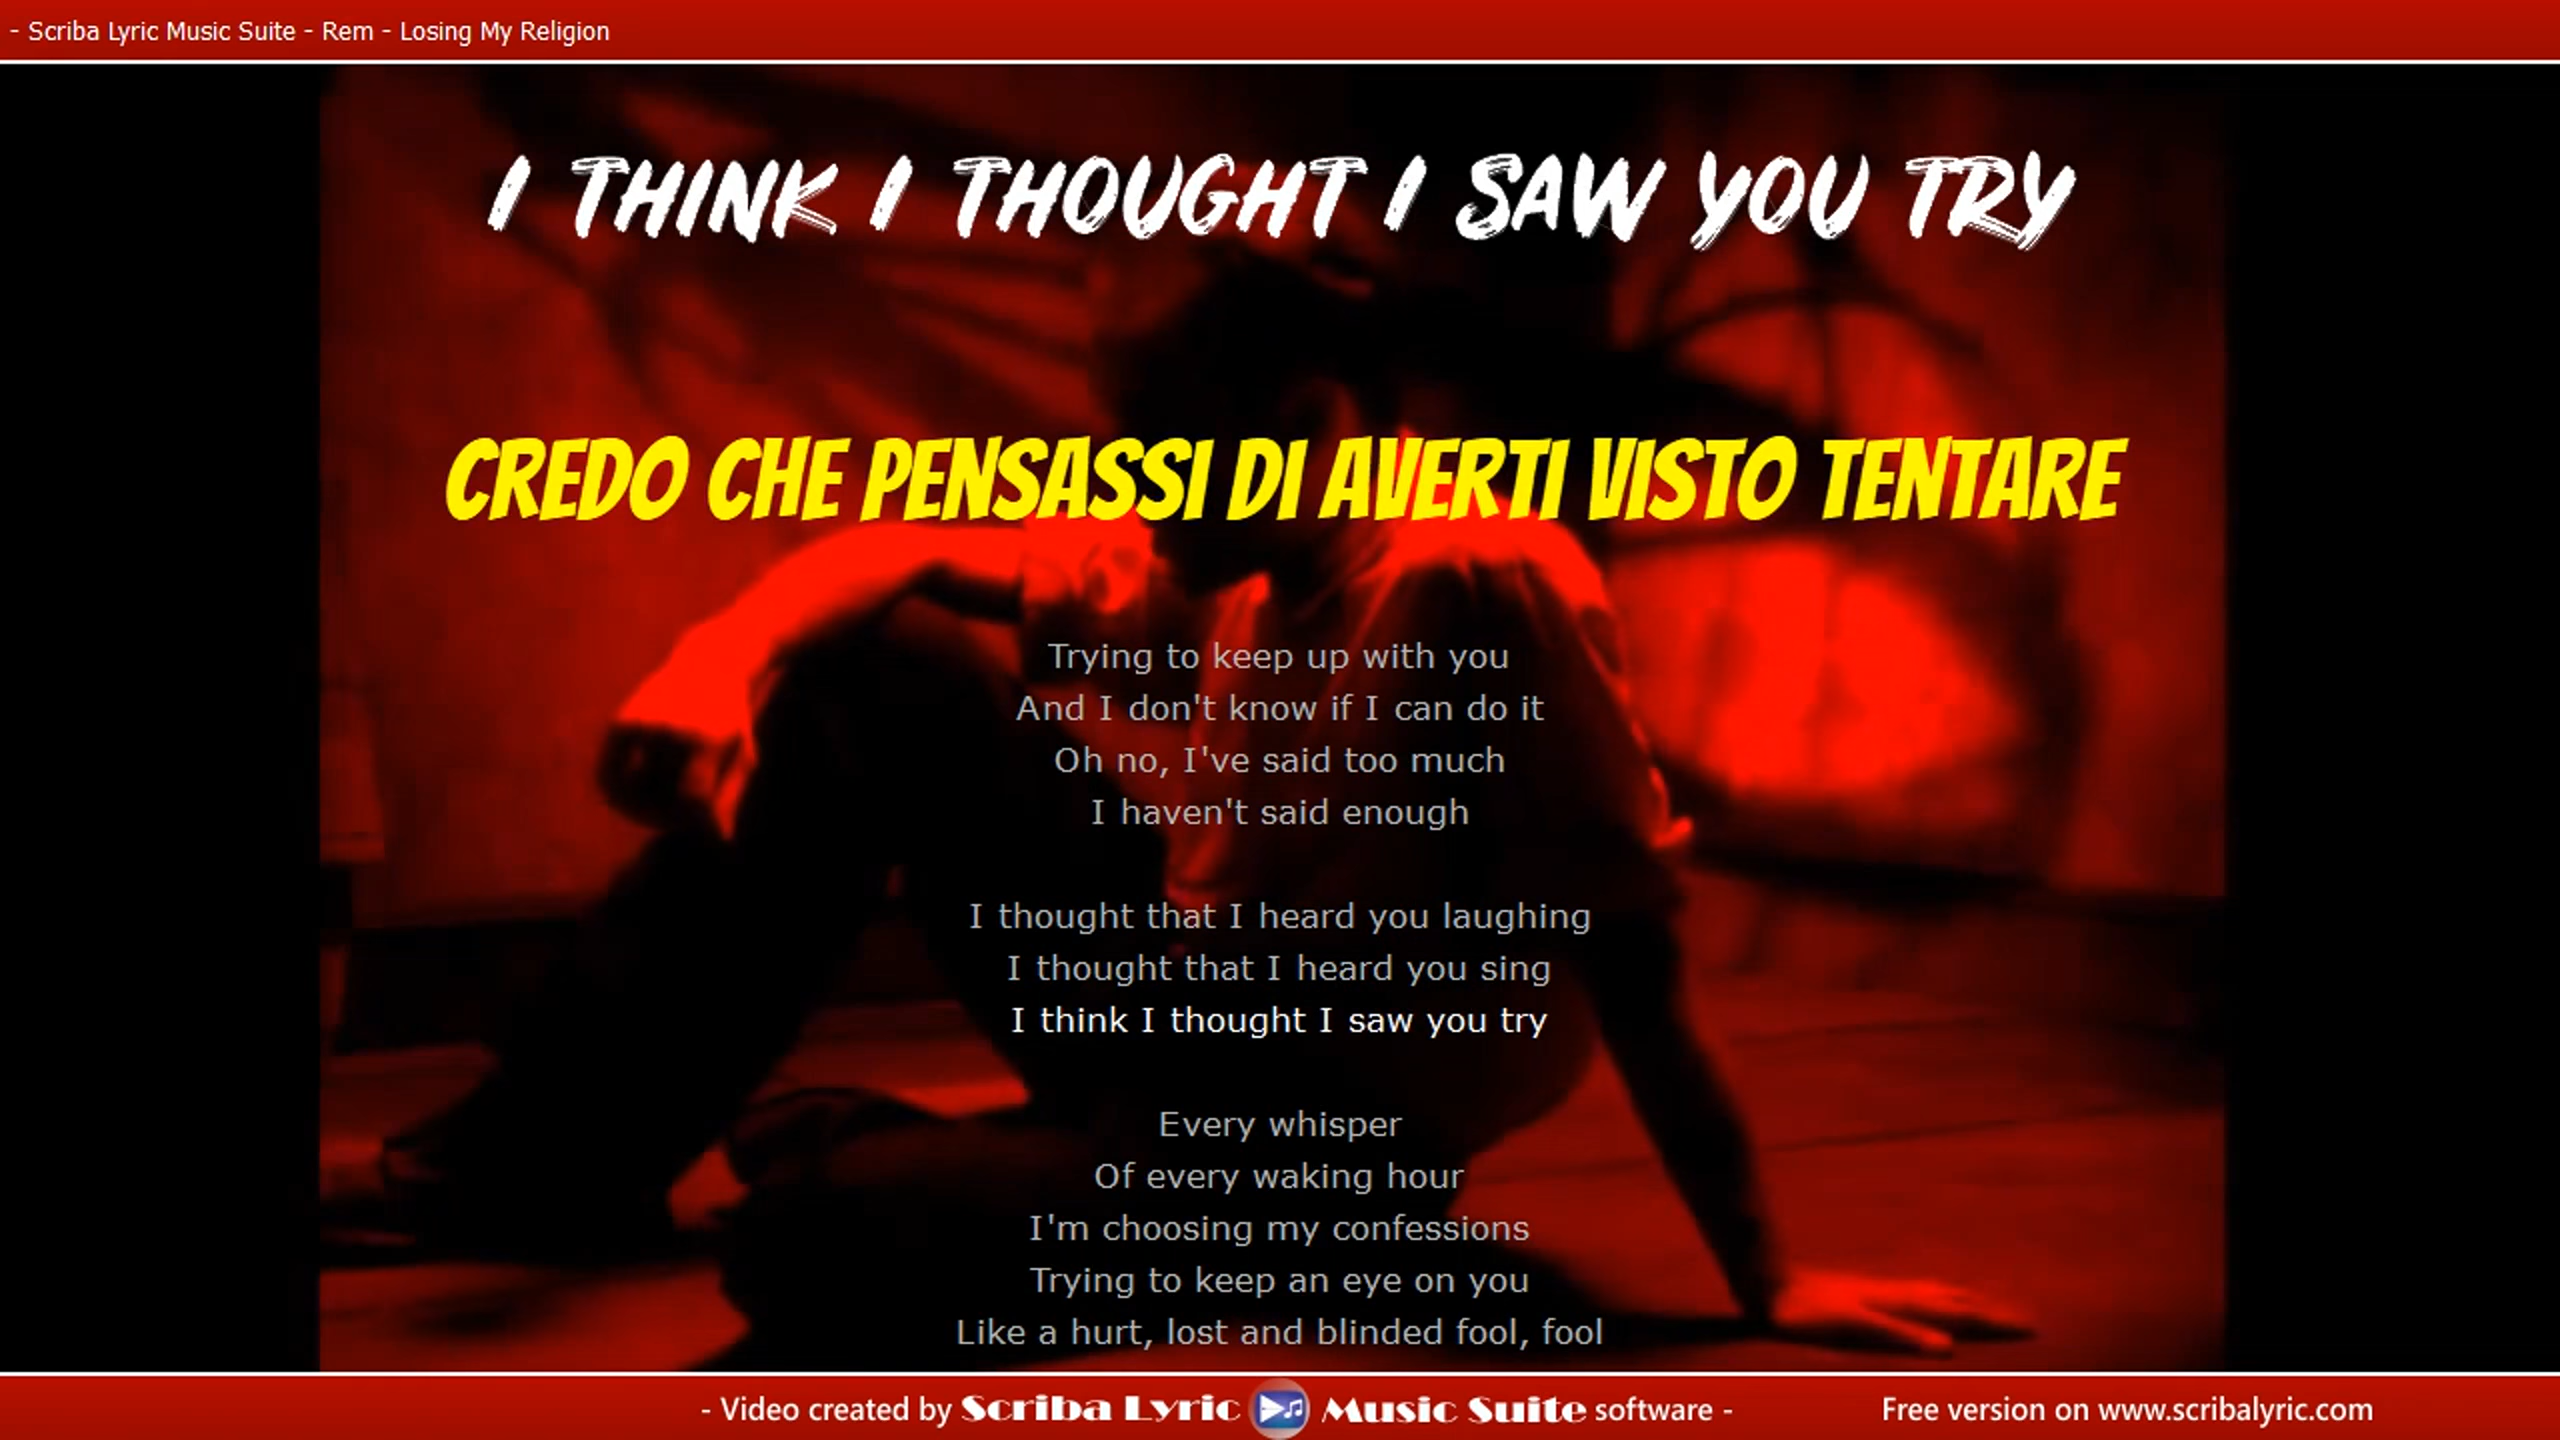 - Scriba Lyric Music Suite - Rem - Losing My Religion
I THINK I THOUGHT I SAW YOU TRY
CREDO CHE PENSASSI DI AVERTI VISTO TENTARE
Trying to keep up with you
And I don't know if I can do it
Oh no, I've said too much
I haven't said enough
I thought that I heard you laughing
I thought that I heard you sing
I think I thought I saw you try
Every whisper
Of every waking hour
I'm choosing my confessions
Trying to keep an eye on you
Like a hurt, lost and blinded fool, fool
- Video created by Scriba Lyric Music Suite software - Free version on www.scribalyric.com